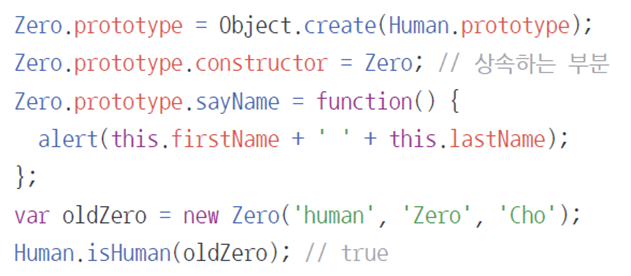 Zero.prototype = Object.create(Human.prototype);
Zero.prototype.constructor = Zero; // 상속하는 부분
Zero.prototype.sayName = function() {
  alert(this.firstName + ' ' + this.lastName);
};
var oldZero = new Zero('human', 'Zero', 'Cho');
Human.isHuman(oldZero); // true